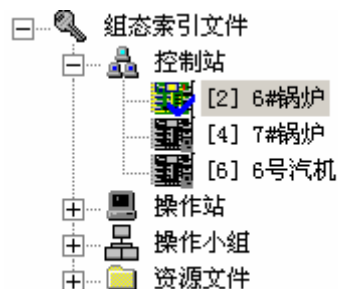 组态索引文件
控制站
[2] 6#锅炉
[4] 7#锅炉
[6] 6号汽机
操作站
操作小组
资源文件